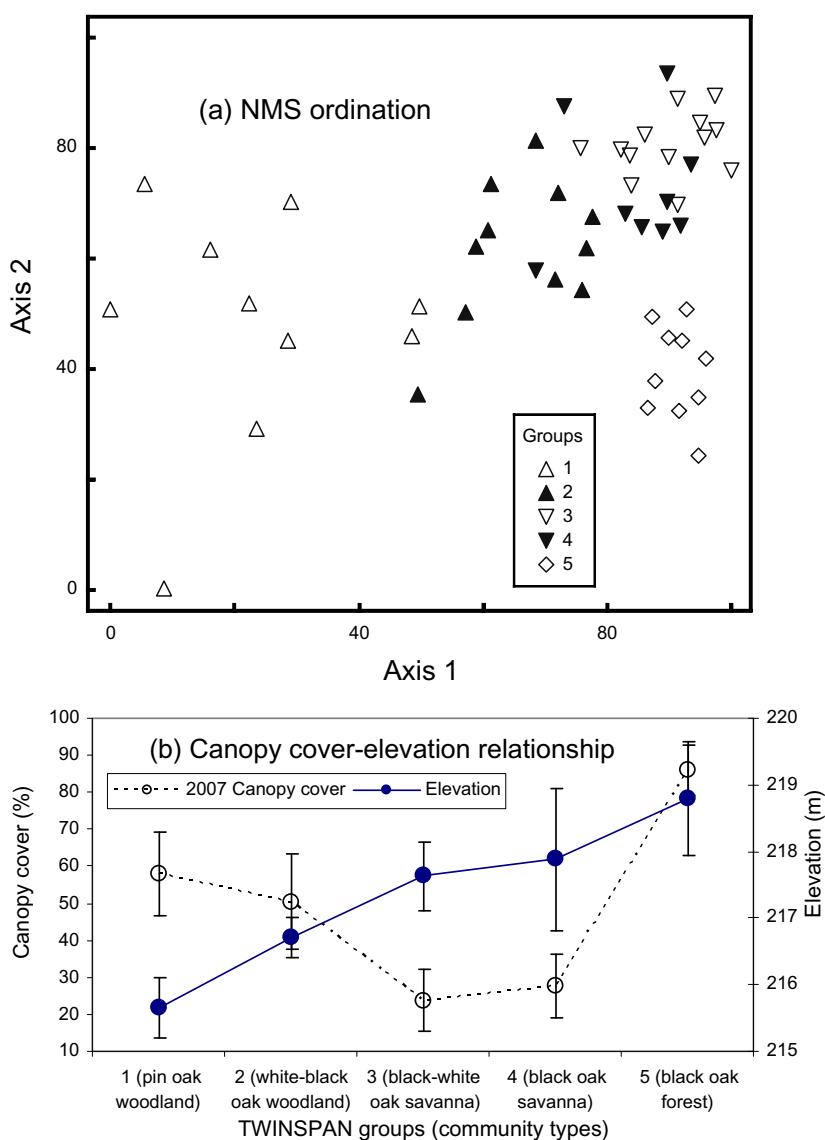 (a) NMS ordination
80
40
0
Axis 2
0 40 80
Axis 1
Groups
1
2
3
4
5
(b) Canopy cover-elevation relationship
2007 Canopy cover Elevation
100
90
80
70
60
50
40
30
20
10
Canopy cover (%)
220
219
218
217
216
215
Elevation (m)
1 (pin oak 2 (white-black 3 (black-white 4 (black oak 5 (black oak
woodland) oak woodland) oak savanna) savanna) forest)
TWINSPAN groups (community types)